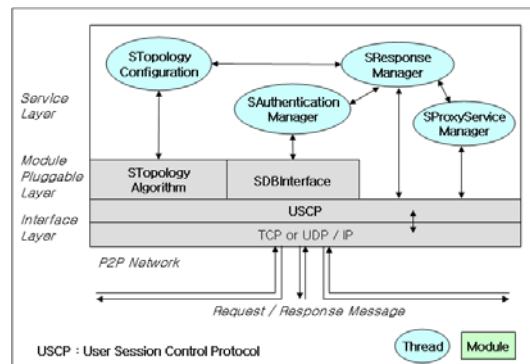 STopology
Configuration
SResponse
Manager
Service
Layer
SAuthentication
Manager
SProxyService
Manager
Module
Pluggable
Layer
STopology
Algorithm
SDBInterface
USCP
Interface
Layer
TCP or UDP / IP
P2P Network
Request / Response Message
USCP : User Session Control Protocol
Thread
Module